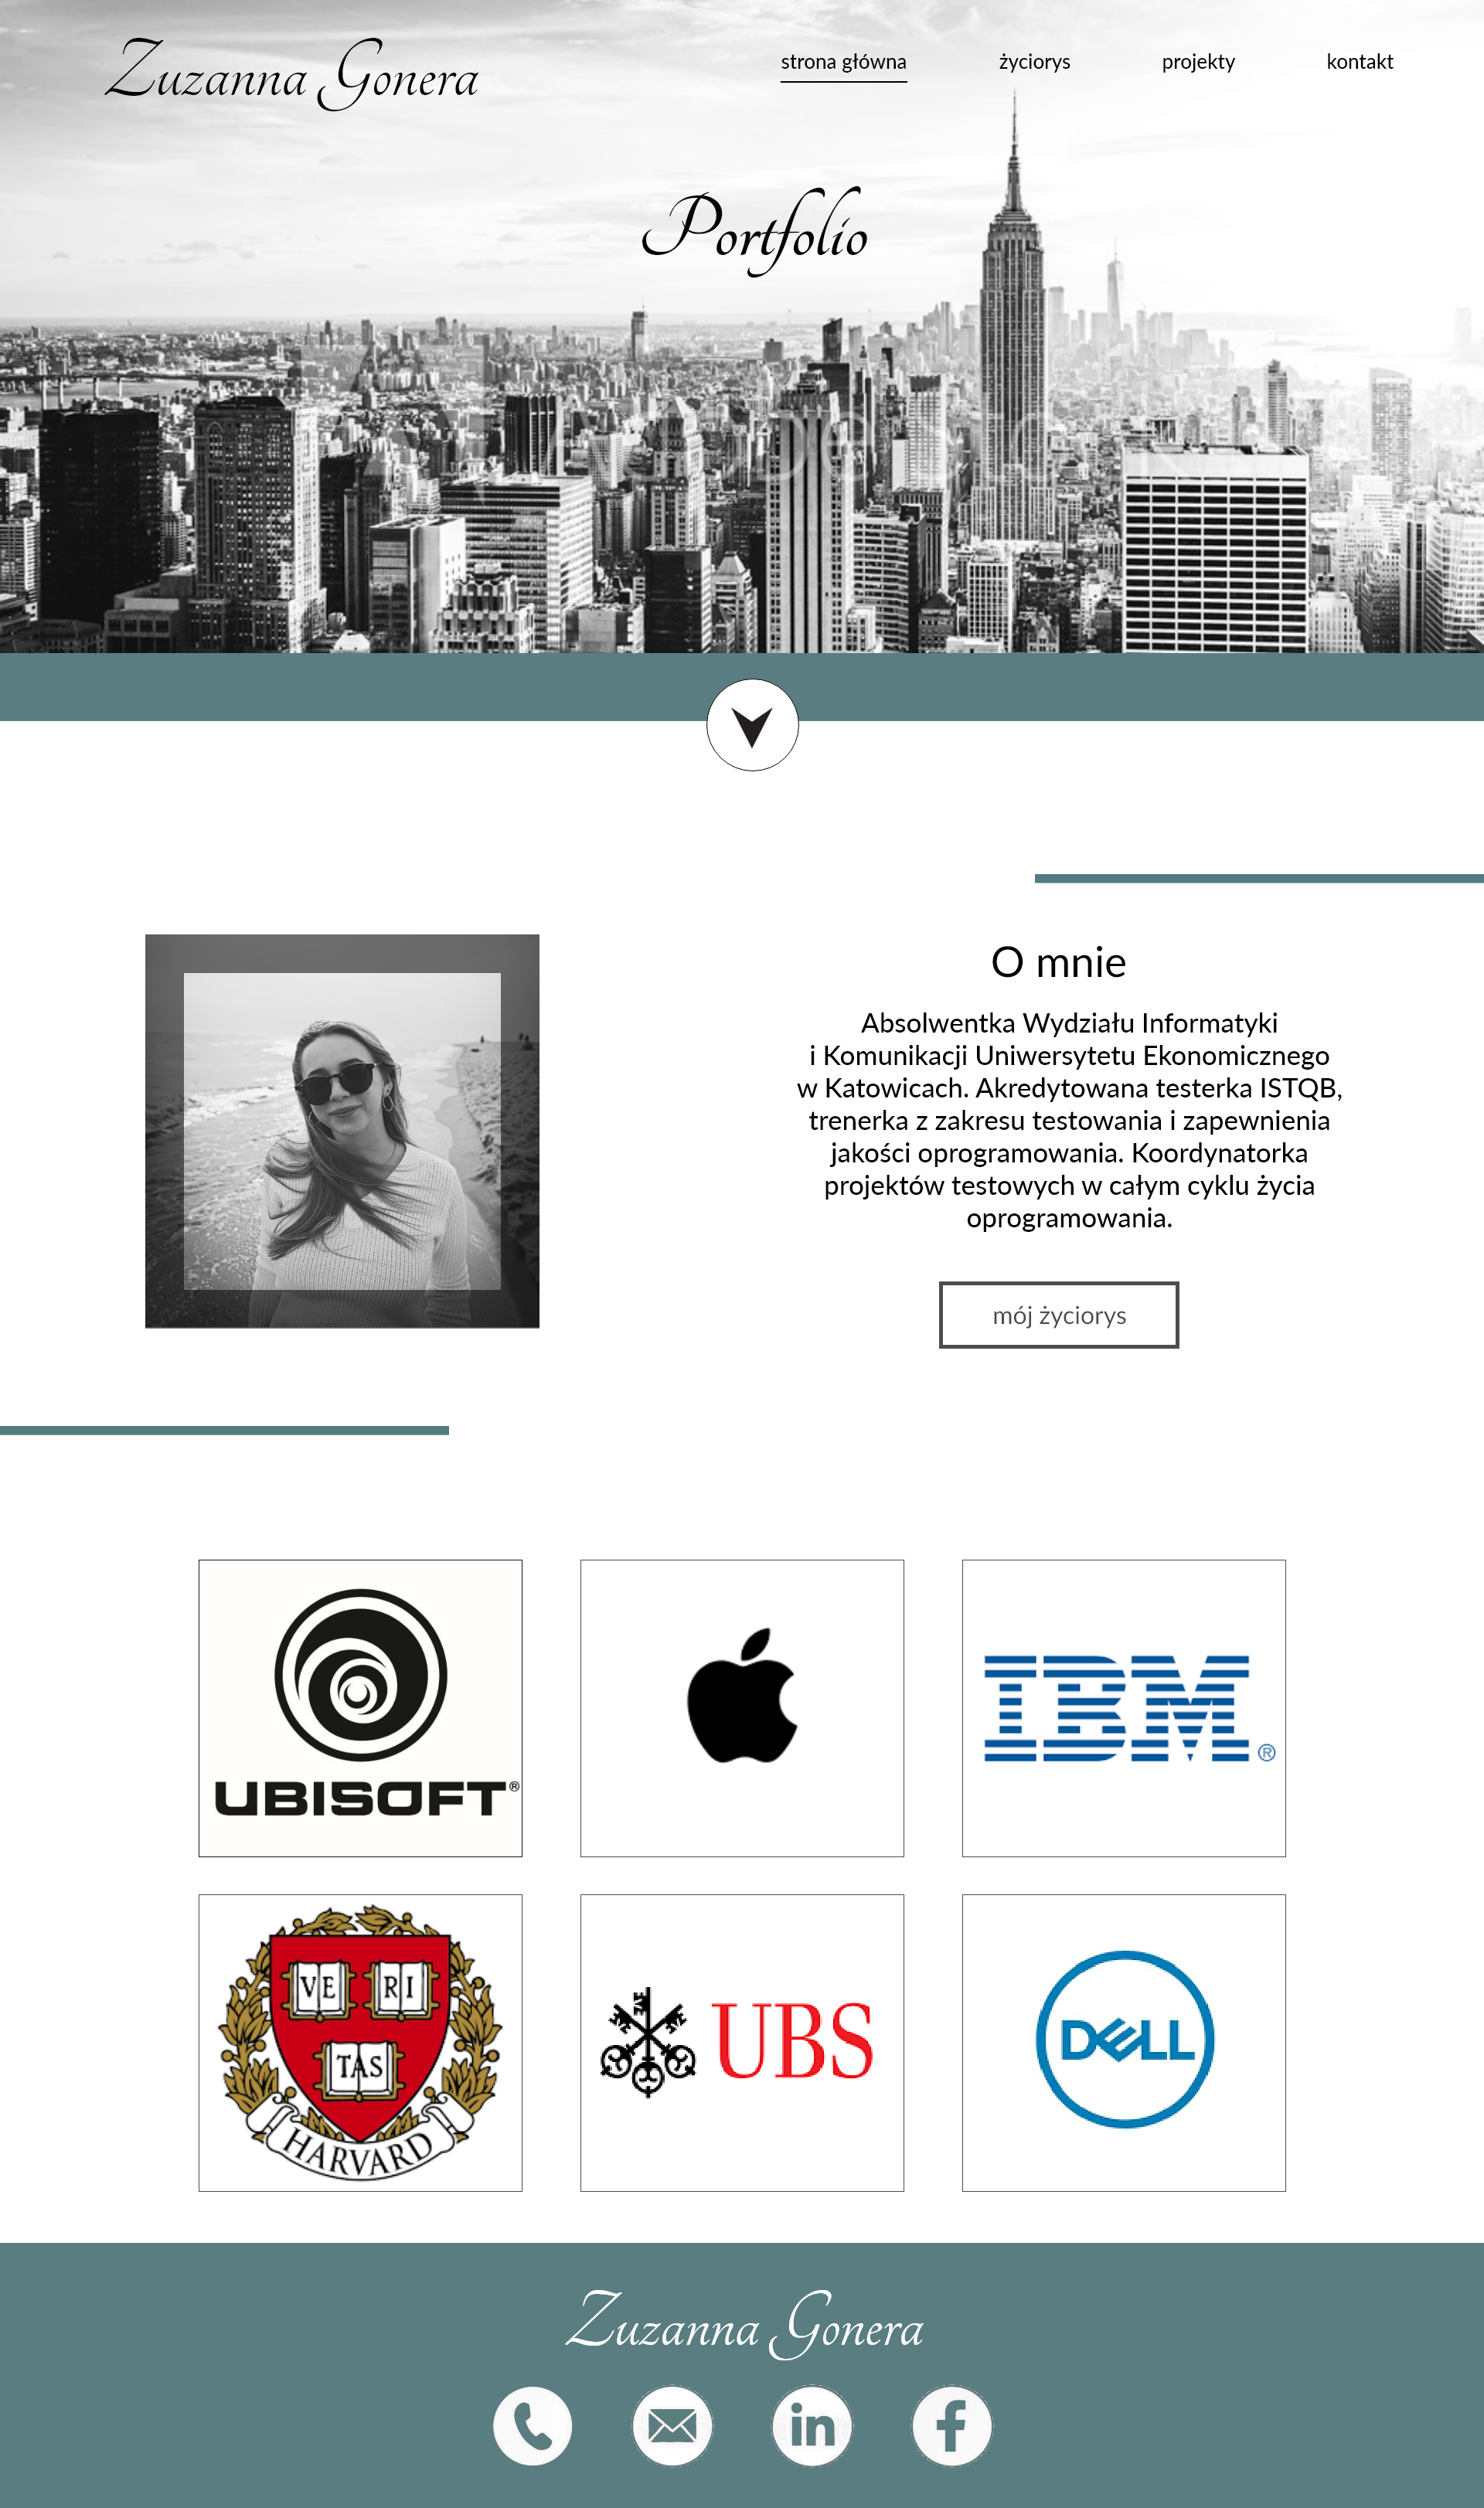 Zuzanna Gonera
strona główna życiorys projekty kontakt
Portfolio
O mnie
Absolwentka Wydziału Informatyki
i Komunikacji Uniwersytetu Ekonomicznego
w Katowicach. Akredytowana testerka ISTQB,
trenerka z zakresu testowania i zapewnienia
jakości oprogramowania. Koordynatorka
projektów testowych w całym cyklu życia
oprogramowania.
mój życiorys
UBISOFT®
IBM®
VE RI
TAS
HARVARD
UBS
DELL
Zuzanna Gonera
in f